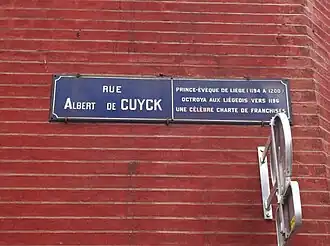 RUE
ALBERT DE CUYCK
PRINCE-ÉVEQUE DE LIÈGE (1194 A 1200)
OCTROYA AUX LIÉGEOIS VERS 1196
UNE CÉLÈBRE CHARTE DE FRANCHISES